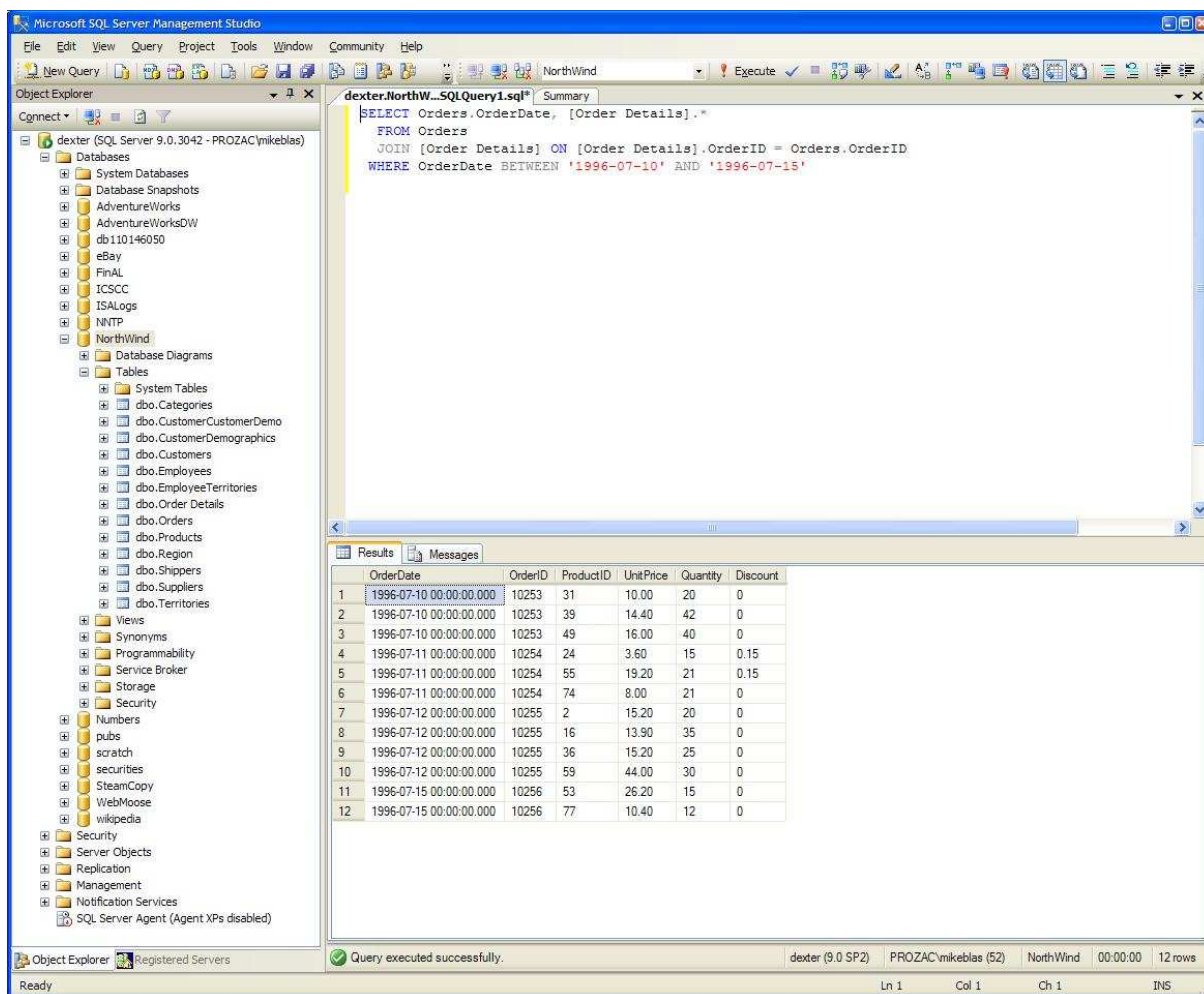 Microsoft SQL Server Management Studio
File Edit View Query Project Tools Window Community Help
New Query NorthWind Execute
Object Explorer
Connect
dexter (SQL Server 9.0.3042 - PROZAC\mikeblas)
Databases
System Databases
Database Snapshots
AdventureWorks
AdventureWorksDW
db110146050
eBay
FinAL
ICSCC
ISALogs
NNTP
NorthWind
Database Diagrams
Tables
System Tables
dbo.Categories
dbo.CustomerCustomerDemo
dbo.CustomerDemographics
dbo.Customers
dbo.Employees
dbo.EmployeeTerritories
dbo.Order Details
dbo.Orders
dbo.Products
dbo.Region
dbo.Shippers
dbo.Suppliers
dbo.Territories
Views
Synonyms
Programmability
Service Broker
Storage
Security
Numbers
pubs
scratch
securities
SteamCopy
WebMoose
wikipedia
Security
Server Objects
Replication
Management
Notification Services
SQL Server Agent (Agent XPs disabled)
Object Explorer Registered Servers
dexter.NorthW...SQLQuery1.sql* Summary
SELECT Orders.OrderDate, [Order Details].*
FROM Orders
JOIN [Order Details] ON [Order Details].OrderID = Orders.OrderID
WHERE OrderDate BETWEEN '1996-07-10' AND '1996-07-15'
Results Messages
OrderDate OrderID ProductID UnitPrice Quantity Discount
1 1996-07-10 00:00:00.000 10253 31 10.00 20 0
2 1996-07-10 00:00:00.000 10253 39 14.40 42 0
3 1996-07-10 00:00:00.000 10253 49 16.00 40 0
4 1996-07-11 00:00:00.000 10254 24 3.60 15 0.15
5 1996-07-11 00:00:00.000 10254 55 19.20 21 0.15
6 1996-07-11 00:00:00.000 10254 74 8.00 21 0
7 1996-07-12 00:00:00.000 10255 2 15.20 20 0
8 1996-07-12 00:00:00.000 10255 16 13.90 35 0
9 1996-07-12 00:00:00.000 10255 36 15.20 25 0
10 1996-07-12 00:00:00.000 10255 59 44.00 30 0
11 1996-07-15 00:00:00.000 10256 53 26.20 15 0
12 1996-07-15 00:00:00.000 10256 77 10.40 12 0
Query executed successfully. dexter (9.0 SP2) PROZAC\mikeblas (52) NorthWind 00:00:00 12 rows
Ready Ln 1 Col 1 Ch 1 INS